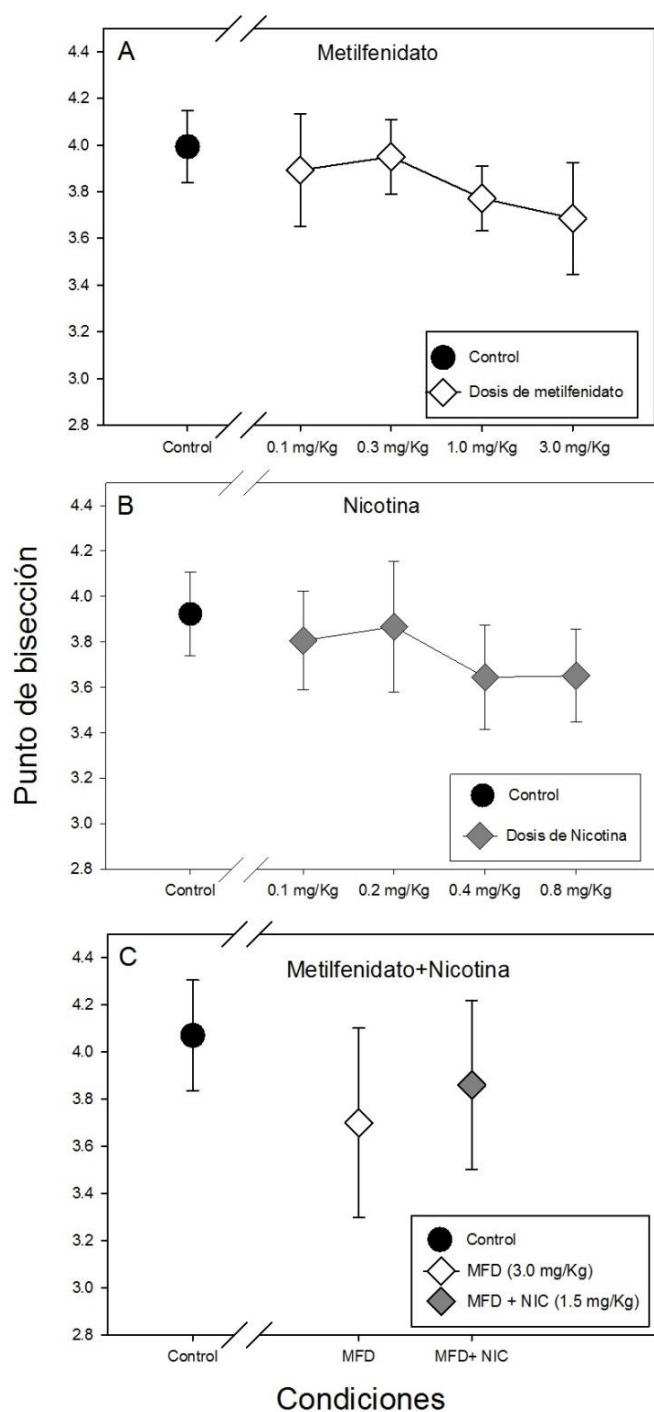 A
Metilfenidato
4.4
4.2
4.0
3.8
3.6
3.4
3.2
3.0
2.8
Control
Dosis de metilfenidato
Control 0.1 mg/Kg 0.3 mg/Kg 1.0 mg/Kg 3.0 mg/Kg
Punto de bisección
B
Nicotina
4.4
4.2
4.0
3.8
3.6
3.4
3.2
3.0
2.8
Control
Dosis de Nicotina
Control 0.1 mg/Kg 0.2 mg/Kg 0.4 mg/Kg 0.8 mg/Kg
C
Metilfenidato+Nicotina
4.4
4.2
4.0
3.8
3.6
3.4
3.2
3.0
2.8
Control
MFD (3.0 mg/Kg)
MFD + NIC (1.5 mg/Kg)
Control MFD MFD+ NIC
Condiciones